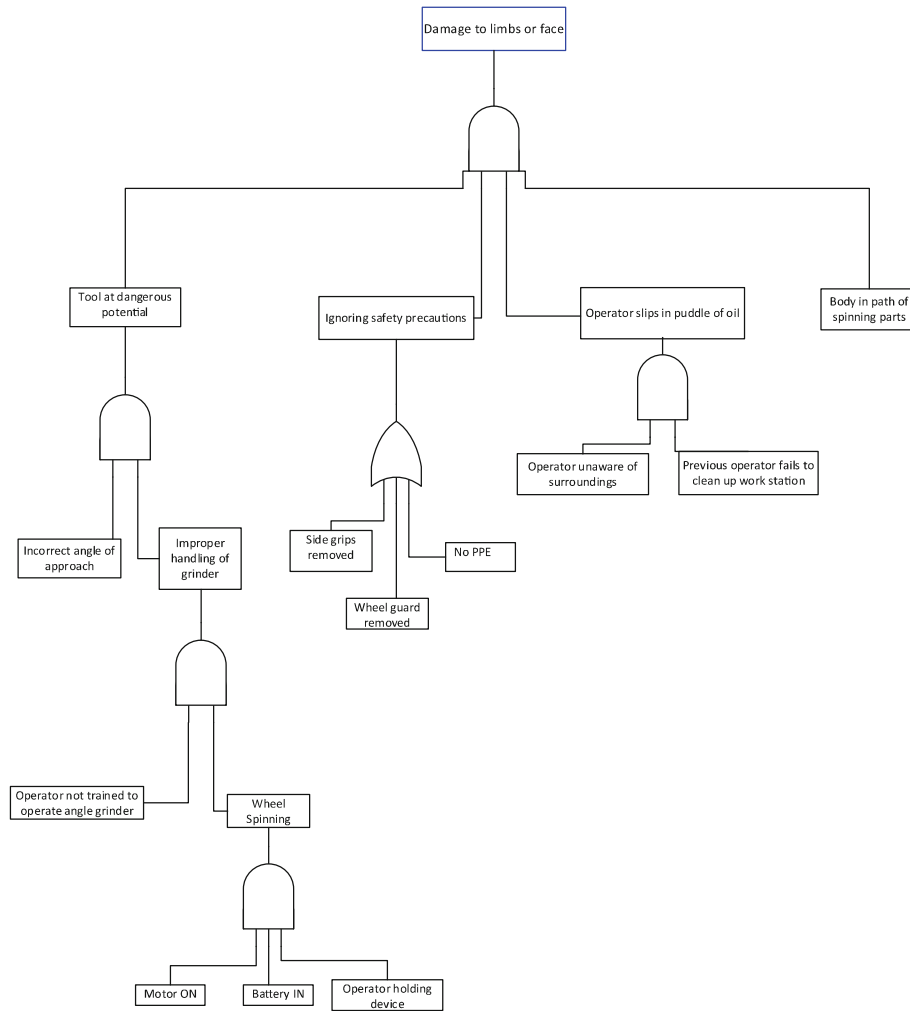 Damage to limbs or face
Tool at dangerous
potential
Ignoring safety precautions
Operator slips in puddle of oil
Body in path of
spinning parts
Operator unaware of
surroundings
Previous operator fails to
clean up work station
Incorrect angle of
approach
Improper
handling of
grinder
Side grips
removed
No PPE
Wheel guard
removed
Operator not trained to
operate angle grinder
Wheel
Spinning
Motor ON
Battery IN
Operator holding
device